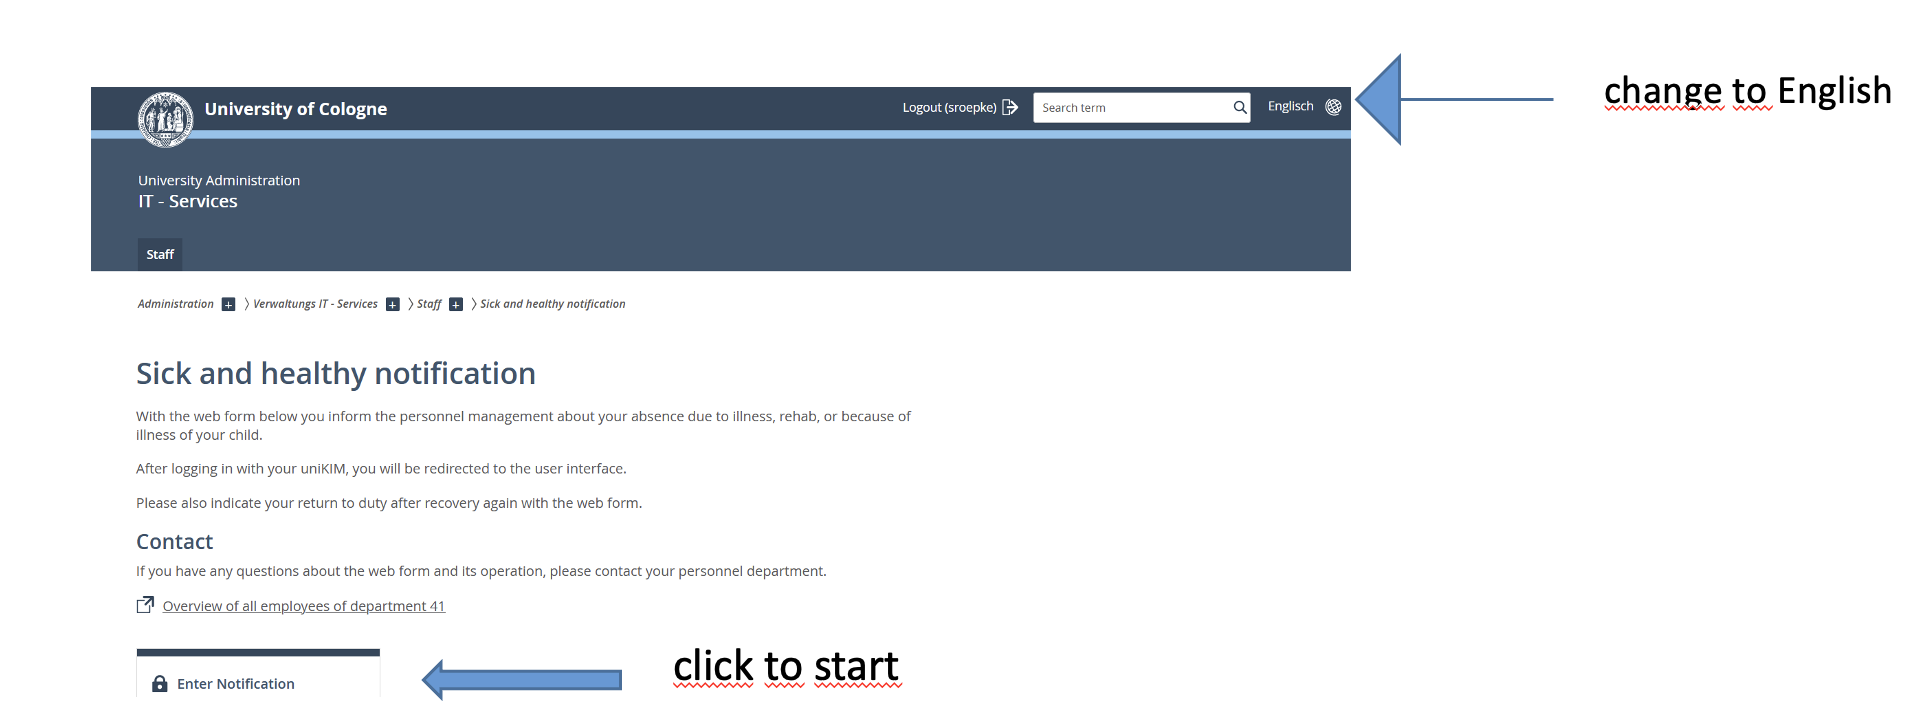 University of Cologne
Logout (sroepke)
Search term
Englisch
change to English
University Administration
IT - Services
Staff
Administration + 〉 Verwaltungs IT - Services + 〉 Staff + 〉 Sick and healthy notification
Sick and healthy notification
With the web form below you inform the personnel management about your absence due to illness, rehab, or because of
illness of your child.
After logging in with your uniKIM, you will be redirected to the user interface.
Please also indicate your return to duty after recovery again with the web form.
Contact
If you have any questions about the web form and its operation, please contact your personnel department.
Overview of all employees of department 41
Enter Notification
click to start